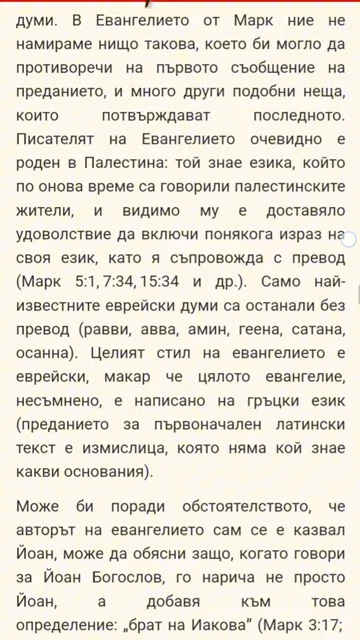 думи. В Евангелието от Марк ние не
намираме нищо такова, което би могло да
противоречи на първото съобщение на
преданието, и много други подобни неща,
които потвърждават последното.
Писателят на Евангелието очевидно е
роден в Палестина: той знае езика, който
по онова време са говорили палестинските
жители, и видимо му е доставяло
удоволствие да включи понякога израз на
своя език, като я съпровожда с превод
(Марк 5:1, 7:34, 15:34 и др.). Само най-
известните еврейски думи са останали без
превод (равви, авва, амин, геена, сатана,
осанна). Целият стил на евангелието е
еврейски, макар че цялото евангелие,
несъмнено, е написано на гръцки език
(преданието за първоначален латински
текст е измислица, която няма кой знае
какви основания).
Може би поради обстоятелството, че
авторът на евангелието сам се е казвал
Йоан, може да обясни защо, когато говори
за Йоан Богослов, го нарича не просто
Йоан, а добавя към това
определение: „брат на Иакова” (Марк 3:17;